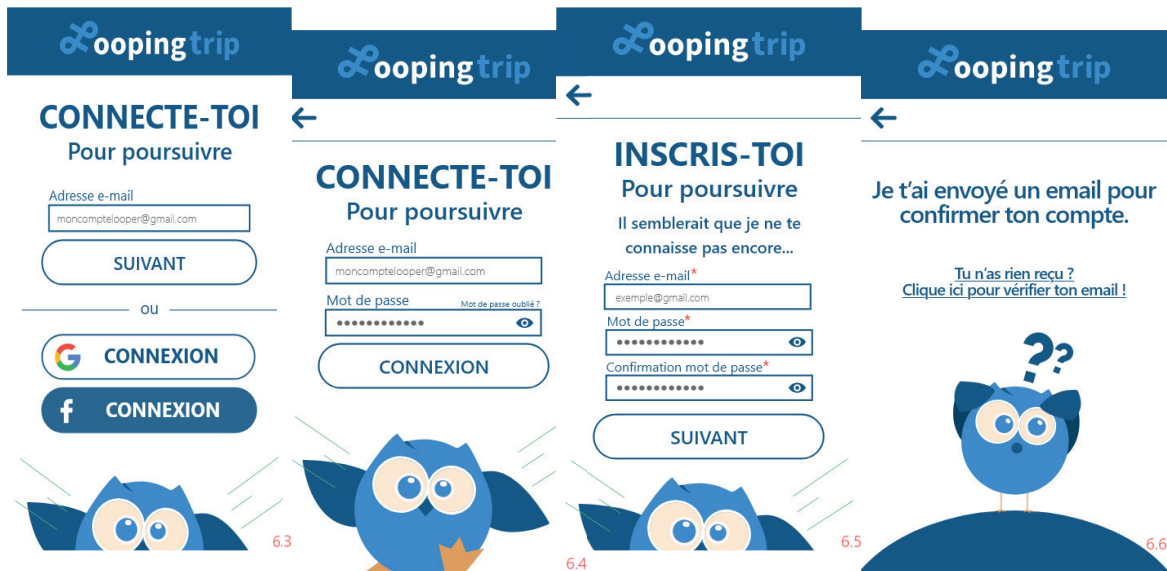 Looping trip
CONNECTE-TOI
Pour poursuivre
Adresse e-mail
moncomptelooper@gmail.com
SUIVANT
ou
CONNEXION
f CONNEXION
6.3
Looping trip
CONNECTE-TOI
Pour poursuivre
Adresse e-mail
moncomptelooper@gmail.com
Mot de passe Mot de passe oublié ?
CONNEXION
6.4
Looping trip
INSCRIS-TOI
Pour poursuivre
Il semblerait que je ne te
connaisse pas encore...
Adresse e-mail*
exemple@gmail.com
Mot de passe*
Confirmation mot de passe*
SUIVANT
6.5
Looping trip
Je t'ai envoyé un email pour
confirmer ton compte.
Tu n'as rien reçu ?
Clique ici pour vérifier ton email !
??
6.6